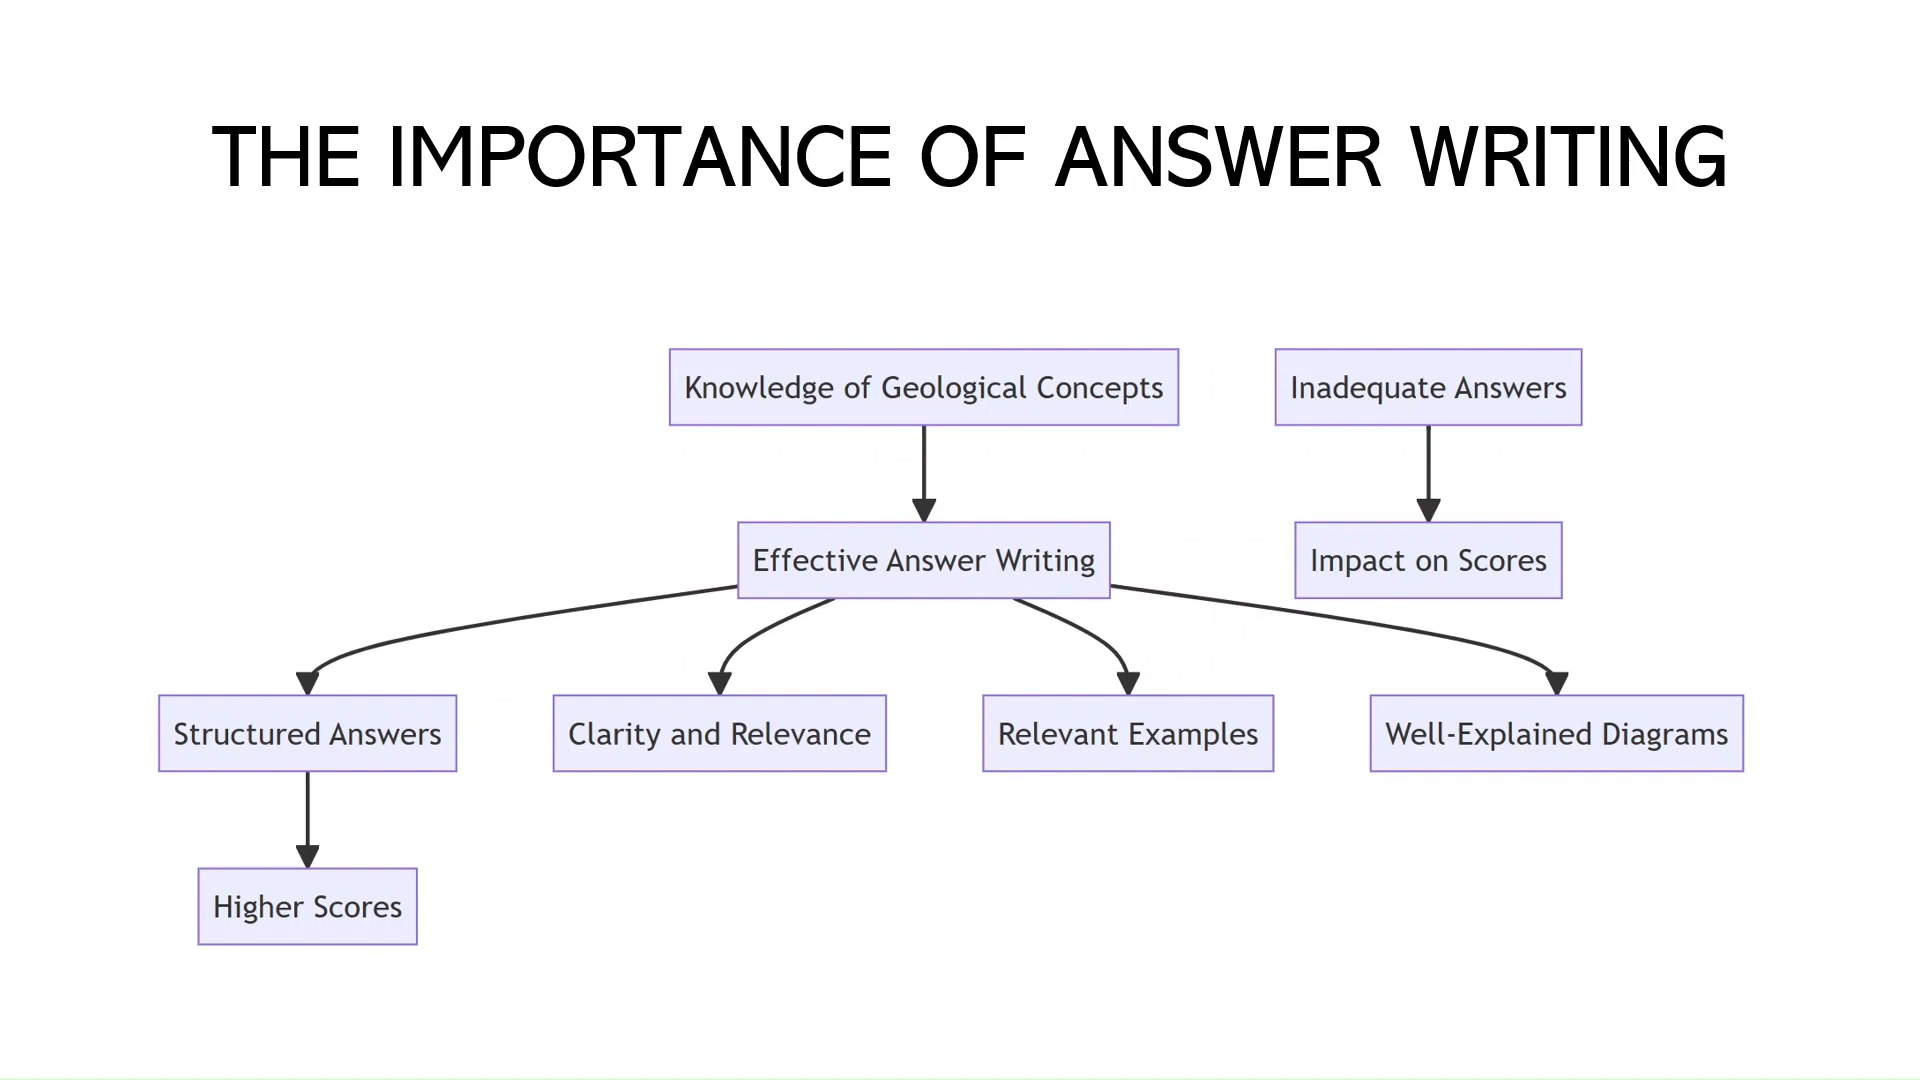 THE IMPORTANCE OF ANSWER WRITING
Knowledge of Geological Concepts
Inadequate Answers
Effective Answer Writing
Impact on Scores
Structured Answers
Clarity and Relevance
Relevant Examples
Well-Explained Diagrams
Higher Scores